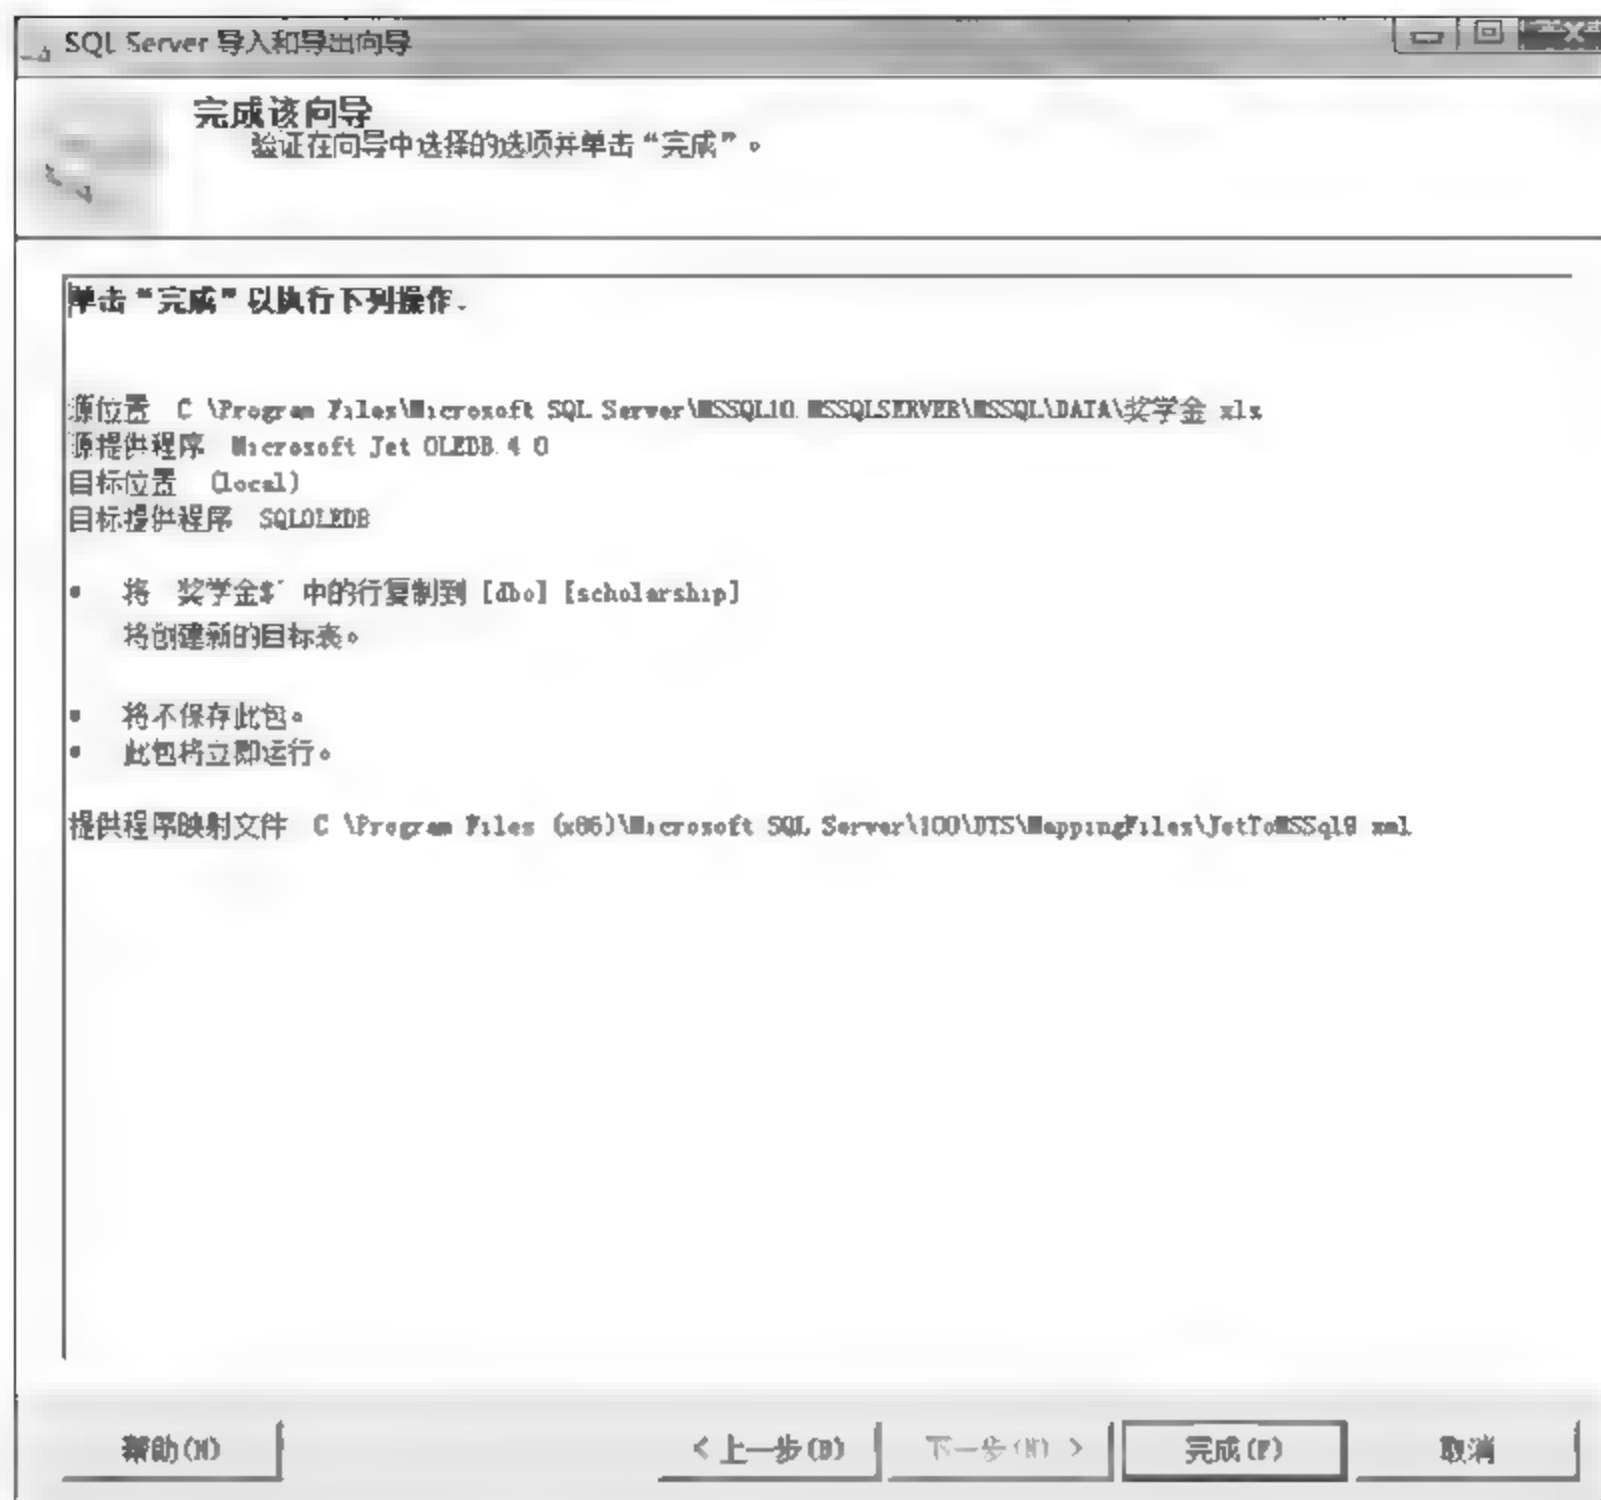 SQL Server 导入和导出向导
完成该向导
验证在向导中选择的选项并单击“完成”。
单击“完成”以执行下列操作:
源位置 C:\Program Files\Microsoft SQL Server\MSSQL10.MSSQLSERVER\MSSQL\DATA\奖学金.xls
源提供程序 Microsoft.Jet.OLEDB.4.0
目标位置 (local)
目标提供程序 SQLOLEDB
• 将 `奖学金$` 中的行复制到 [dbo].[scholarship]
将创建新的目标表。
• 将不保存此包。
• 此包将立即运行。
提供程序映射文件 C:\Program Files (x86)\Microsoft SQL Server\100\DTS\MappingFiles\JetToMSSql9.xml
帮助(H)
< 上一步(B)
下一步(N) >
完成(F)
取消